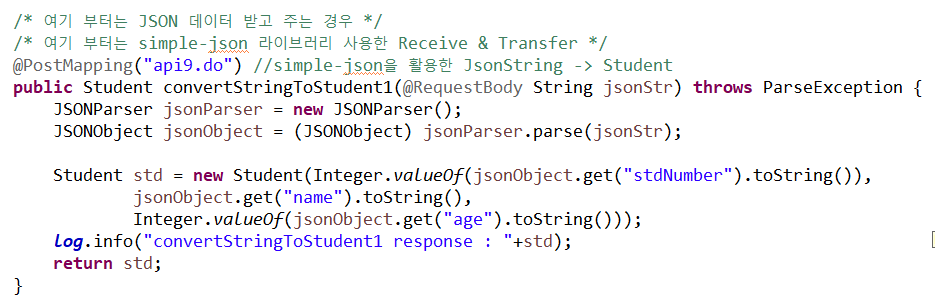 /* 여기 부터는 JSON 데이터 받고 주는 경우 */
/* 여기 부터는 simple-json 라이브러리 사용한 Receive & Transfer */
@PostMapping("api9.do") //simple-json을 활용한 JsonString -> Student
public Student convertStringToStudent1(@RequestBody String jsonStr) throws ParseException {
    JSONParser jsonParser = new JSONParser();
    JSONObject jsonObject = (JSONObject) jsonParser.parse(jsonStr);

    Student std = new Student(Integer.valueOf(jsonObject.get("stdNumber").toString()),
            jsonObject.get("name").toString(),
            Integer.valueOf(jsonObject.get("age").toString()));
    log.info("convertStringToStudent1 response : "+std);
    return std;
}